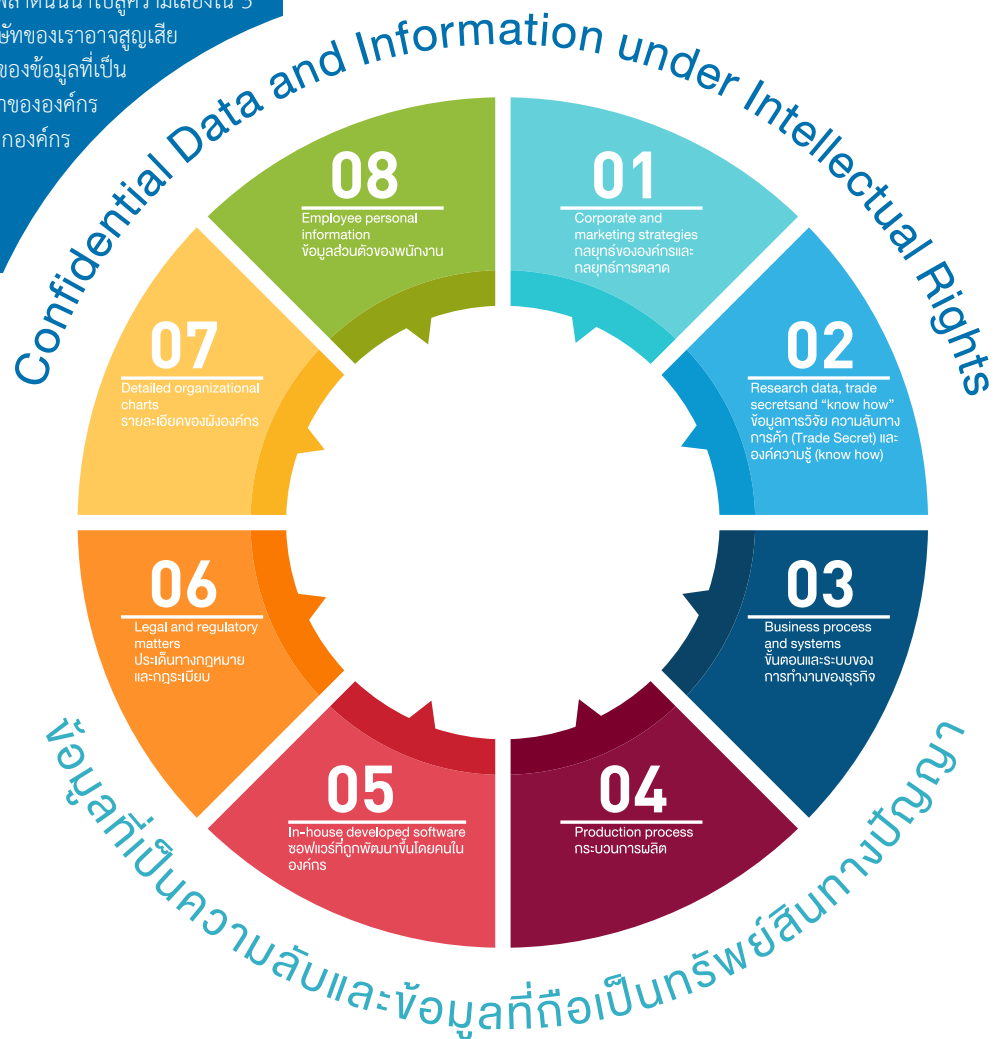 ษัทของเราอาจสูญเสีย
ของข้อมูลที่เป็น
ขององค์กร
กองค์กร
Confidential Data and Information under Intellectual Rights
01
Corporate and
marketing strategies
กลยุทธ์ขององค์กรและ
กลยุทธ์การตลาด
02
Research data, trade
secretsand “know how”
ข้อมูลการวิจัย ความลับทาง
การค้า (Trade Secret) และ
องค์ความรู้ (know how)
03
Business process
and systems
ขั้นตอนและระบบของ
การทำงานของธุรกิจ
04
Production process
กระบวนการผลิต
05
In-house developed software
ซอฟแวร์ที่ถูกพัฒนาขึ้นโดยคนใน
องค์กร
06
Legal and regulatory
matters
ประเด็นทางกฎหมาย
และกฎระเบียบ
07
Detailed organizational
charts
รายละเอียดของผังองค์กร
08
Employee personal
information
ข้อมูลส่วนตัวของพนักงาน
ข้อมูลที่เป็นความลับและข้อมูลที่ถือเป็นทรัพย์สินทางปัญญา